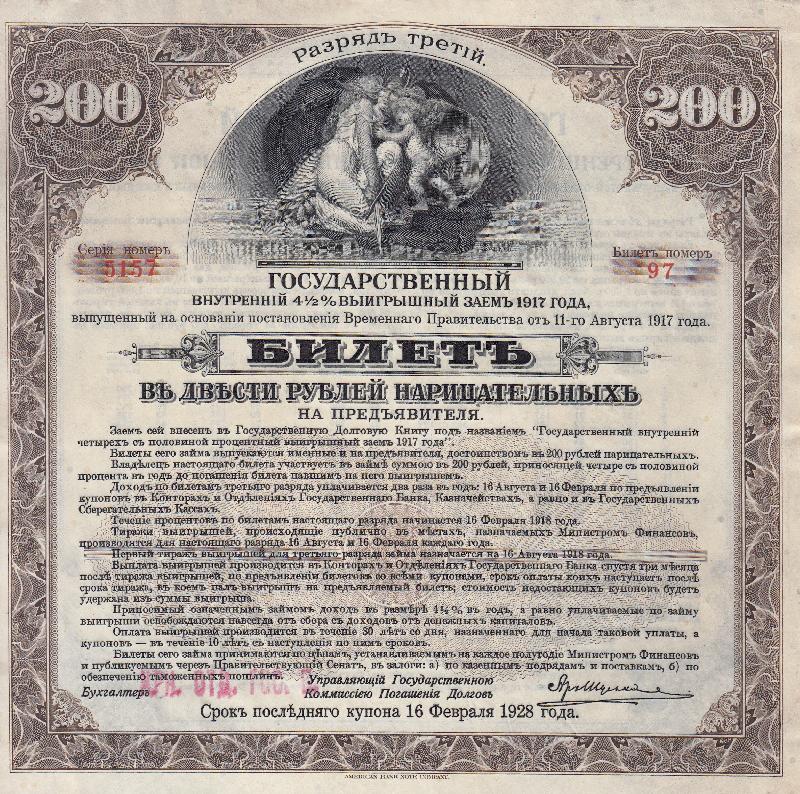 Разрядъ третій.
200 200
Серія номеръ Билетъ номеръ
5157 97
ГОСУДАРСТВЕННЫЙ
ВНУТРЕННІЙ 4½% ВЫИГРЫШНЫЙ ЗАЕМЪ 1917 ГОДА,
выпущенный на основаніи постановленія Временнаго Правительства отъ 11-го Августа 1917 года.
БИЛЕТЪ
ВЪ ДВѢСТИ РУБЛЕЙ НАРИЦАТЕЛЬНЫХЪ
НА ПРЕДЪЯВИТЕЛЯ.
Заемъ сей внесенъ въ Государственную Долговую Книгу подъ названіемъ "Государственный внутренній
четырехъ съ половиной процентный выигрышный заемъ 1917 года".
Билеты сего займа выпускаются именные и на предъявителя, достоинствомъ въ 200 рублей нарицательныхъ.
Владѣлецъ настоящаго билета участвуетъ въ займѣ суммою въ 200 рублей, приносящей четыре съ половиной
процента въ годъ до погашенія билета павшимъ на него выигрышемъ.
Доходъ по билетамъ третьяго разряда уплачивается два раза въ годъ: 16 Августа и 16 Февраля по предъявленіи
купоновъ въ Конторахъ и Отдѣленіяхъ Государственнаго Банка, Казначействахъ, а равно и въ Государственныхъ
Сберегательныхъ Кассахъ.
Теченіе процентовъ по билетамъ настоящаго разряда начинается 16 Февраля 1918 года.
Тиражи выигрышей, происходящіе публично въ мѣстахъ, назначаемыхъ Министромъ Финансовъ,
производятся для настоящаго третьяго разряда 16 Августа и 16 Февраля каждаго года.
Первый тиражъ выигрышей для третьяго разряда займа назначается на 16 Августа 1918 года.
Выплата выигрышей производится въ Конторахъ и Отдѣленіяхъ Государственнаго Банка спустя три мѣсяца
послѣ тиража выигрышей, по предъявленіи билетовъ со всѣми купонами, срокъ оплаты коихъ наступаетъ послѣ
срока тиража, въ коемъ палъ выигрышъ на предъявляемый билетъ; стоимость недостающихъ купоновъ будетъ
удержана изъ суммы выигрыша.
Приносимый означеннымъ займомъ доходъ въ размѣрѣ 4½% въ годъ, а равно уплачиваемые по займу
выигрыши освобождаются навсегда отъ сбора съ доходовъ отъ денежныхъ капиталовъ.
Оплата выигрышей производится въ теченіе 30 лѣтъ со дня, назначеннаго для начала таковой уплаты, а
купоновъ — въ теченіе 10 лѣтъ съ наступленія по нимъ сроковъ.
Билеты сего займа принимаются по цѣнамъ, устанавливаемымъ на каждое полугодіе Министромъ Финансовъ
и публикуемымъ чрезъ Правительствующій Сенатъ, въ залоги: а) по казеннымъ подрядамъ и поставкамъ, б) по
обезпеченію таможенныхъ пошлинъ.
Управляющій Государственною
Бухгалтеръ Коммиссіею Погашенія Долговъ
Срокъ послѣдняго купона 16 Февраля 1928 года.
AMERICAN BANK NOTE COMPANY.